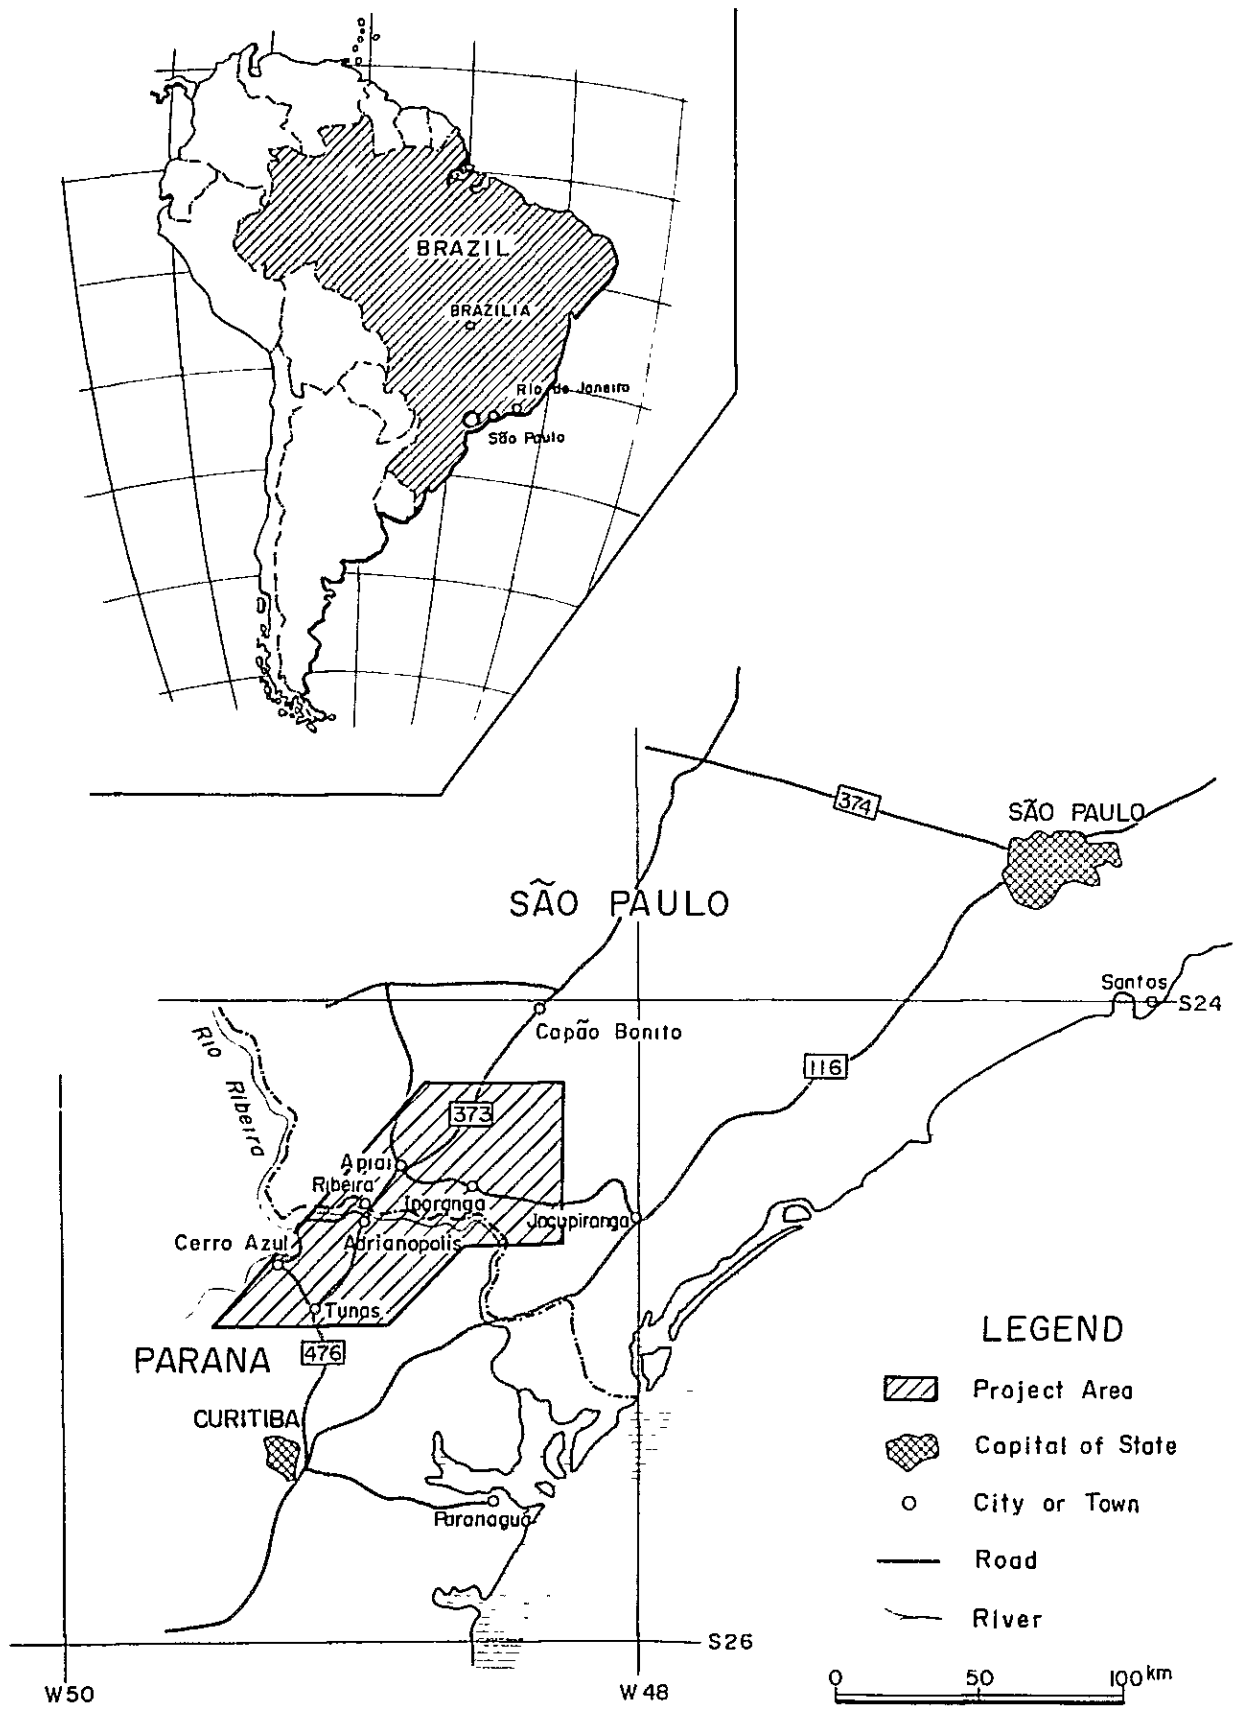 BRAZIL
BRAZILIA
Rio de Janeiro
São Paulo
374
SÃO PAULO
SÃO PAULO
Santos
S24
Capão Bonito
Rio Ribeira
116
373
Apiai
Ribeira
Iporanga
Jacupiranga
Cerro Azul
Adrianopolis
Tunas
476
PARANA
CURITIBA
Paranagua
LEGEND
Project Area
Capital of State
City or Town
Road
River
S26
W50
W48
0 50 100km